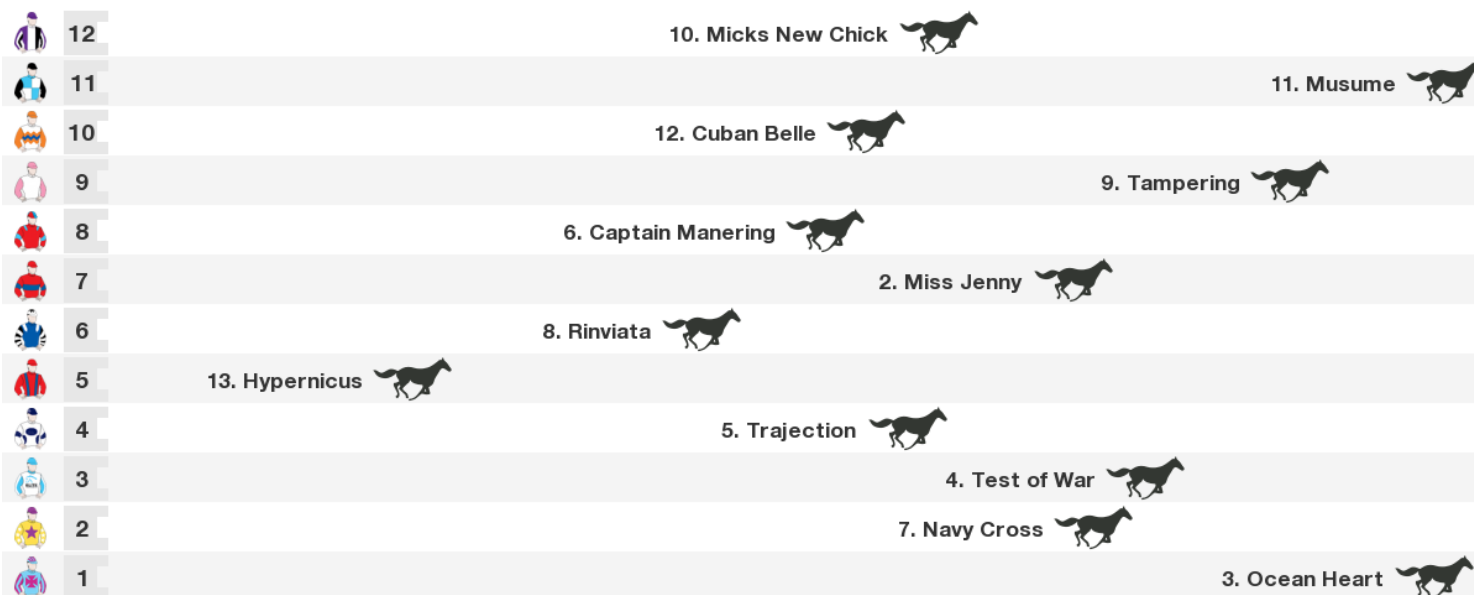 12 10. Micks New Chick
11 11. Musume
10 12. Cuban Belle
9 9. Tampering
8 6. Captain Manering
7 2. Miss Jenny
6 8. Rinviata
5 13. Hypernicus
4 5. Trajection
3 4. Test of War
2 7. Navy Cross
1 3. Ocean Heart